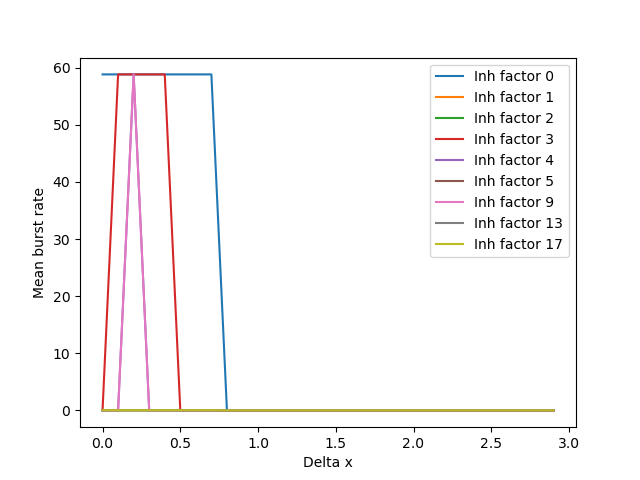 60
50
40
30
20
10
0
Mean burst rate
0.0 0.5 1.0 1.5 2.0 2.5 3.0
Delta x
Inh factor 0
Inh factor 1
Inh factor 2
Inh factor 3
Inh factor 4
Inh factor 5
Inh factor 9
Inh factor 13
Inh factor 17